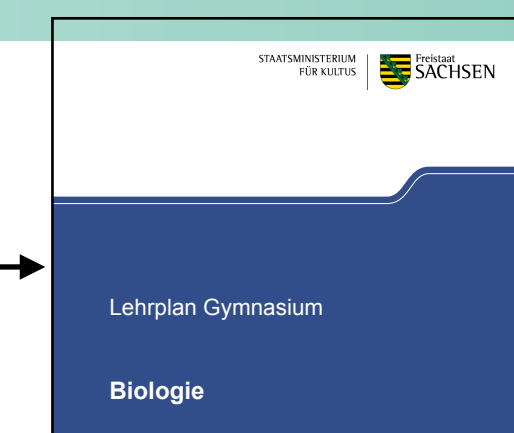 STAATSMINISTERIUM
FÜR KULTUS
Freistaat
SACHSEN
Lehrplan Gymnasium
Biologie